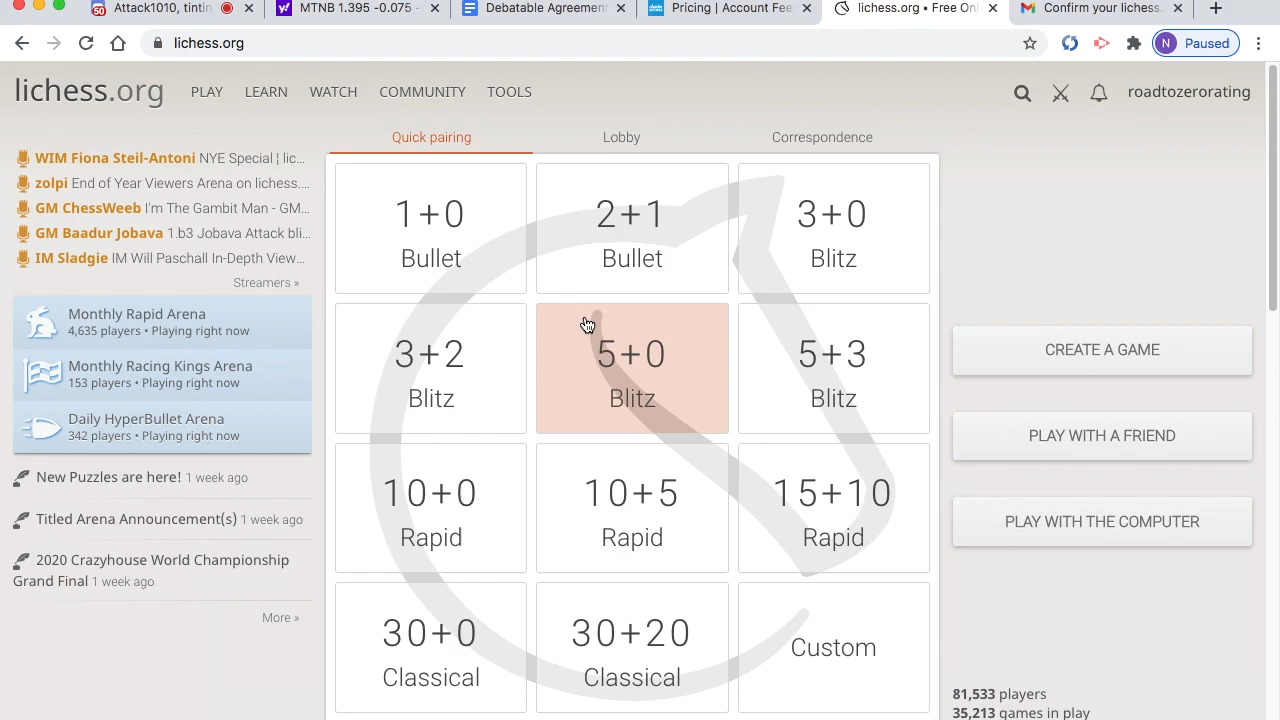 50 Attack1010, tintin
MTNB 1.395 -0.075 -
Debatable Agreement
Pricing | Account Fee
lichess.org • Free Onl
Confirm your lichess.
lichess.org
N Paused
lichess.org PLAY LEARN WATCH COMMUNITY TOOLS roadtozerorating
Quick pairing Lobby Correspondence
WIM Fiona Steil-Antoni NYE Special | lic...
zolpi End of Year Viewers Arena on lichess....
GM ChessWeeb I'm The Gambit Man - GM...
GM Baadur Jobava 1.b3 Jobava Attack bli...
IM Sladgie IM Will Paschall In-Depth View...
Streamers »
Monthly Rapid Arena
4,635 players • Playing right now
Monthly Racing Kings Arena
153 players • Playing right now
Daily HyperBullet Arena
342 players • Playing right now
New Puzzles are here! 1 week ago
Titled Arena Announcement(s) 1 week ago
2020 Crazyhouse World Championship
Grand Final 1 week ago
More »
1+0
Bullet
2+1
Bullet
3+0
Blitz
3+2
Blitz
5+0
Blitz
5+3
Blitz
10+0
Rapid
10+5
Rapid
15+10
Rapid
30+0
Classical
30+20
Classical
Custom
CREATE A GAME
PLAY WITH A FRIEND
PLAY WITH THE COMPUTER
81,533 players
35,213 games in play